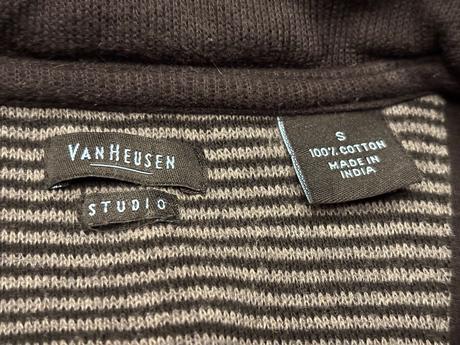 VANHEUSEN
STUDIO
S
100% COTTON
MADE IN
INDIA